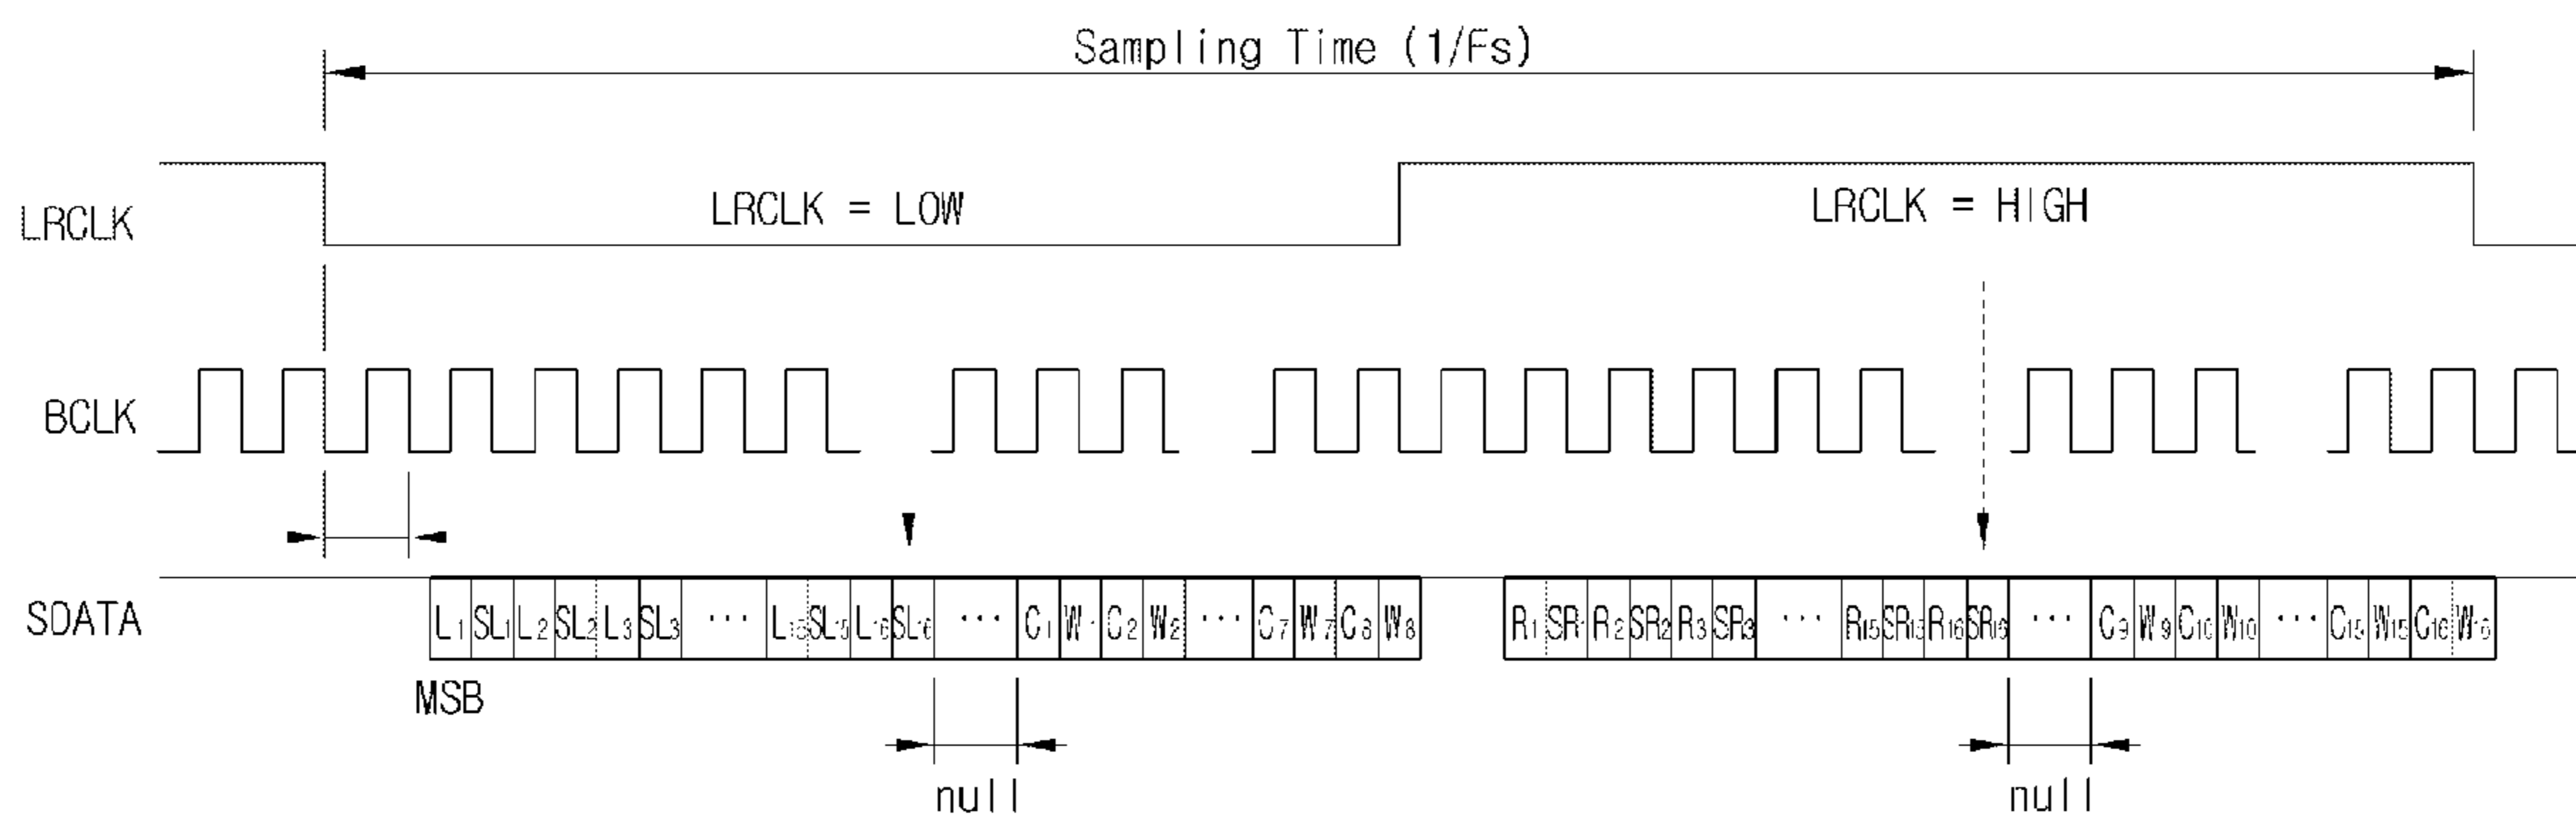 Sampling Time (1/Fs)
LRCLK
LRCLK = LOW
LRCLK = HIGH
BCLK
SDATA
L1 SL1 L2 SL2 L3 SL3 ... L15 SL15 L16 SL16 ... C1 W1 C2 W2 ... C7 W7 C8 W8
R1 SR1 R2 SR2 R3 SR3 ... R15 SR15 R16 SR16 ... C9 W9 C10 W10 ... C15 W15 C16 W16
MSB
null
null